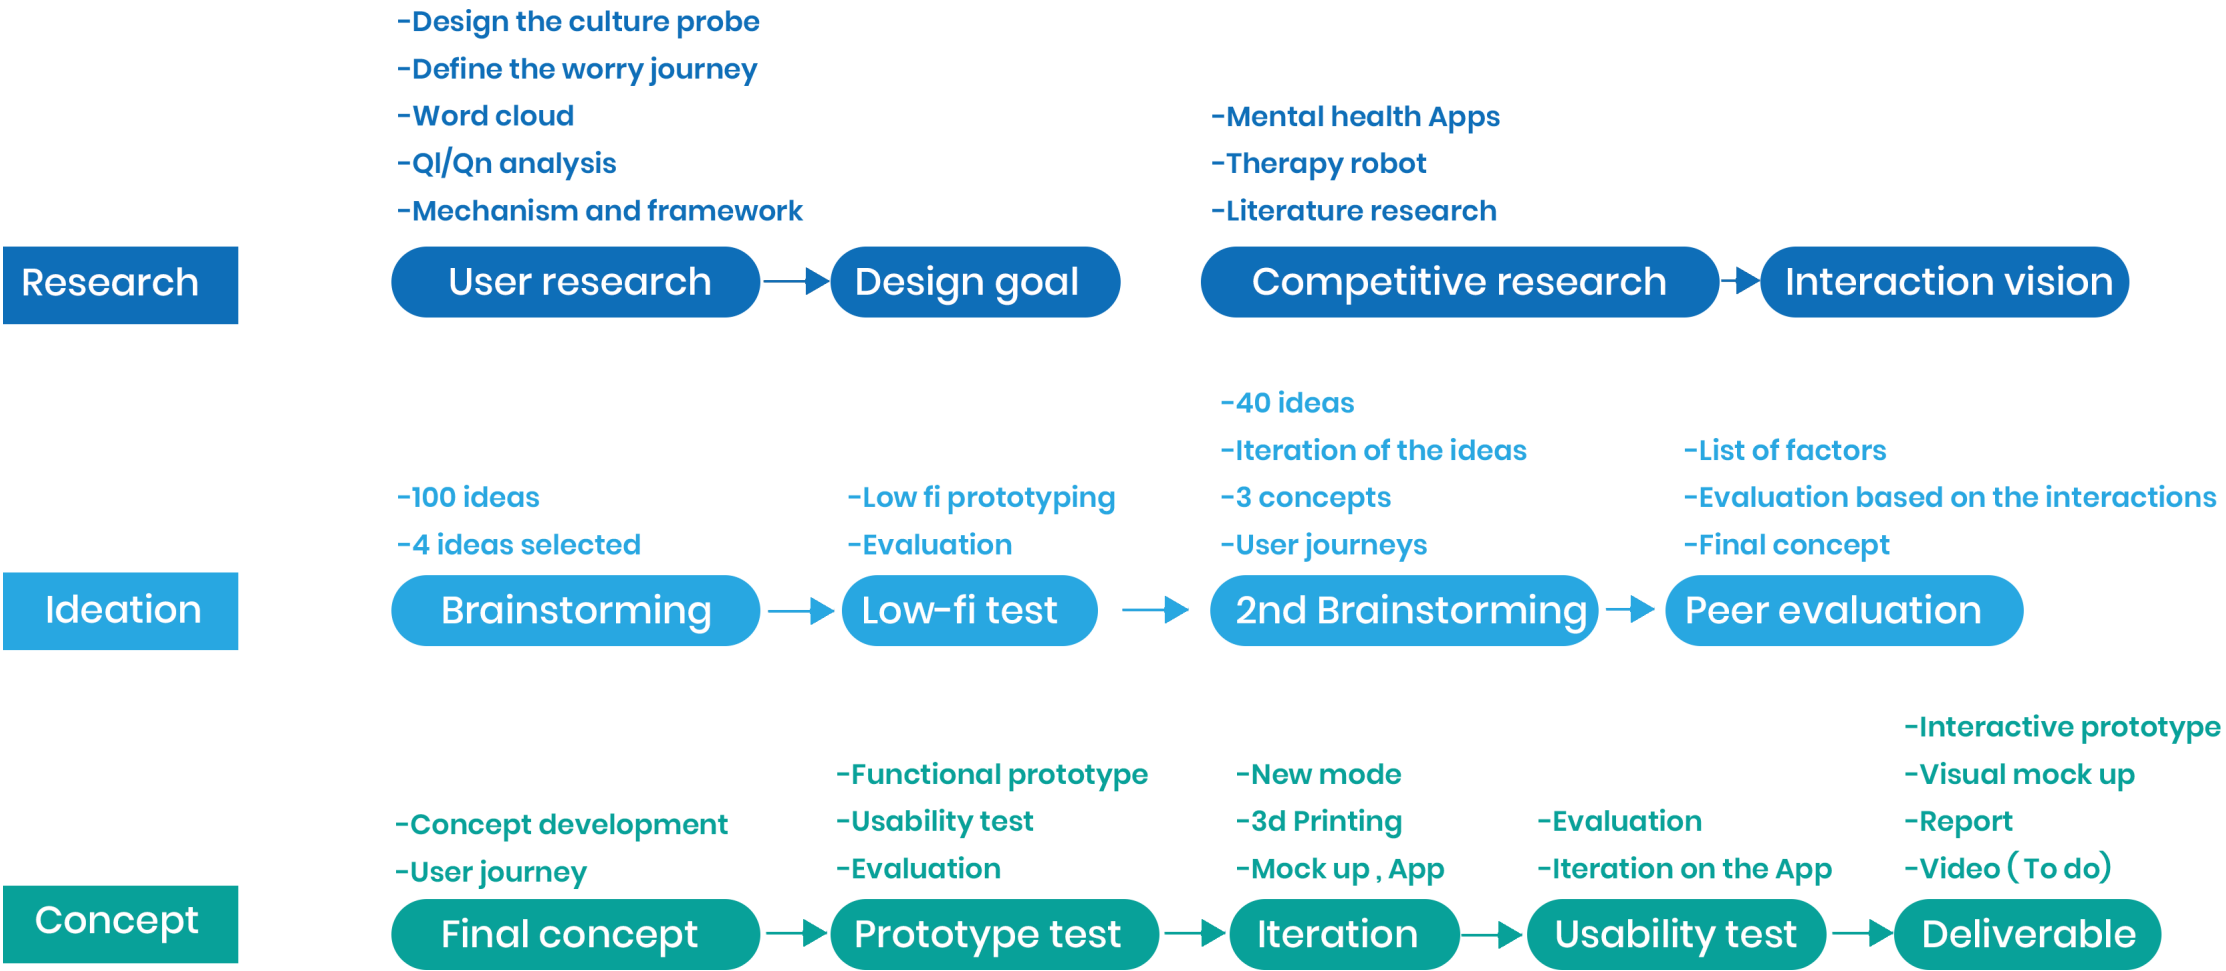 -Design the culture probe
-Define the worry journey
-Word cloud
-Ql/Qn analysis
-Mechanism and framework
-Mental health Apps
-Therapy robot
-Literature research
Research
User research
Design goal
Competitive research
Interaction vision
-100 ideas
-4 ideas selected
-Low fi prototyping
-Evaluation
-40 ideas
-Iteration of the ideas
-3 concepts
-User journeys
-List of factors
-Evaluation based on the interactions
-Final concept
Ideation
Brainstorming
Low-fi test
2nd Brainstorming
Peer evaluation
-Concept development
-User journey
-Functional prototype
-Usability test
-Evaluation
-New mode
-3d Printing
-Mock up , App
-Evaluation
-Iteration on the App
-Interactive prototype
-Visual mock up
-Report
-Video ( To do)
Concept
Final concept
Prototype test
Iteration
Usability test
Deliverable